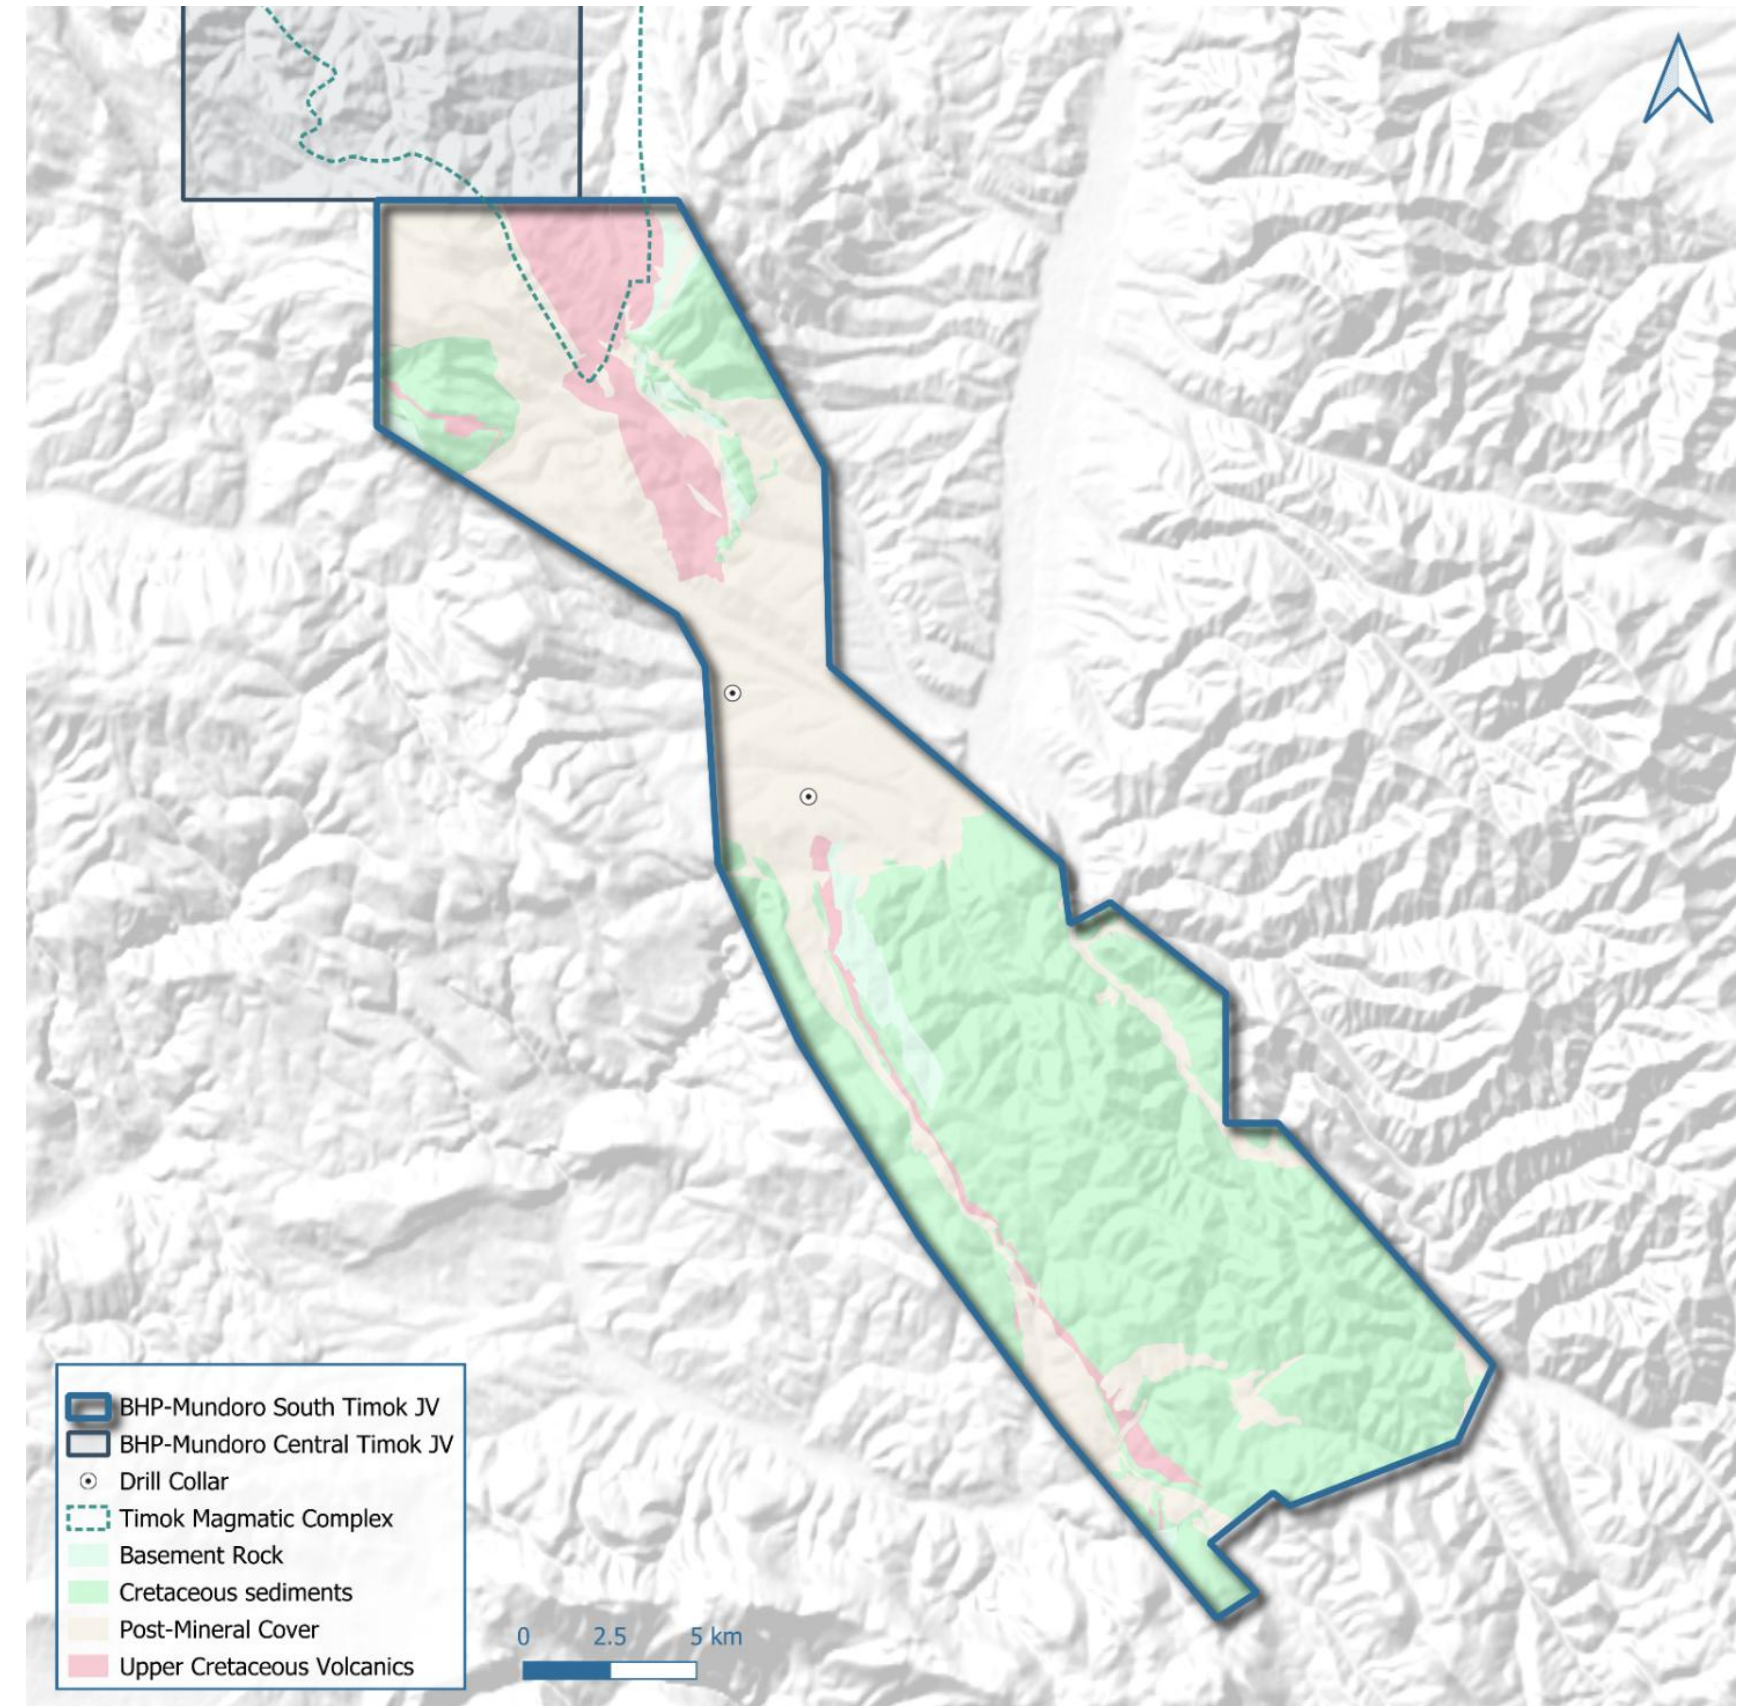 BHP-Mundoro South Timok JV
BHP-Mundoro Central Timok JV
Drill Collar
Timok Magmatic Complex
Basement Rock
Cretaceous sediments
Post-Mineral Cover
Upper Cretaceous Volcanics
0 2.5 5 km